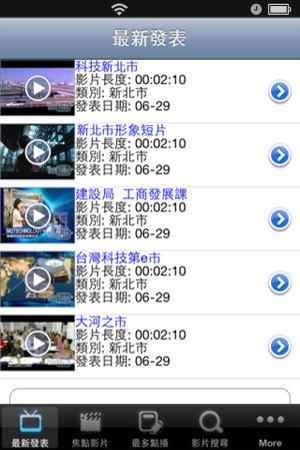 最新發表
科技新北市
影片長度: 00:02:10
類別: 新北市
發表日期: 06-29
新北市形象短片
影片長度: 00:02:10
類別: 新北市
發表日期: 06-29
建設局 工商發展課
影片長度: 00:02:10
類別: 新北市
發表日期: 06-29
台灣科技第e市
影片長度: 00:02:10
類別: 新北市
發表日期: 06-29
大河之市
影片長度: 00:02:10
類別: 新北市
發表日期: 06-29
最新發表 焦點影片 最多點播 影片搜尋 More